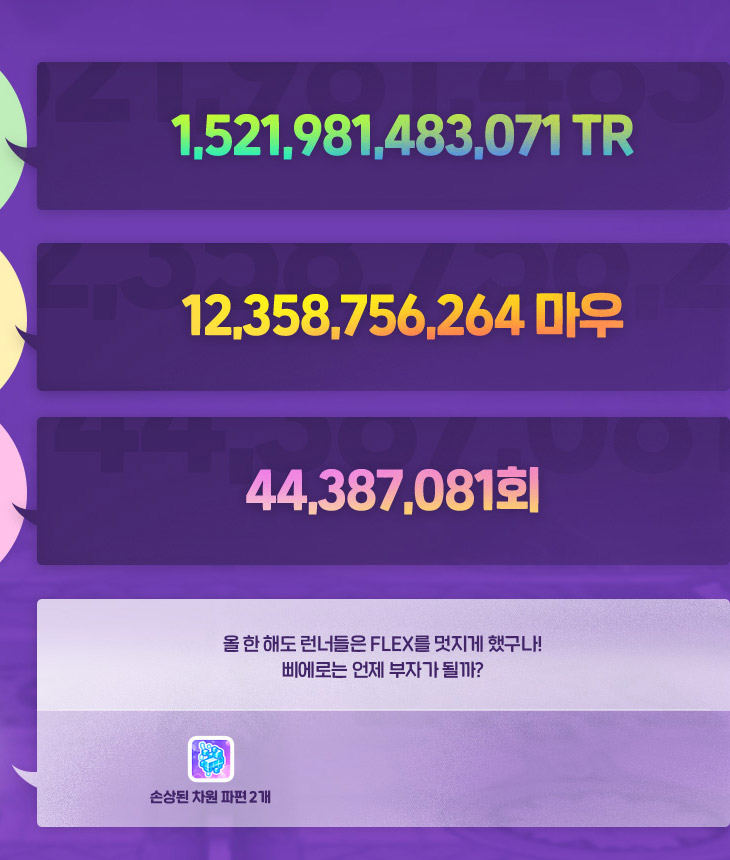 1,521,981,483,071 TR
12,358,756,264 마우
44,387,081회
올 한 해도 런너들은 FLEX를 멋지게 했구나!
삐에로는 언제 부자가 될까?
손상된 차원 파편 2개